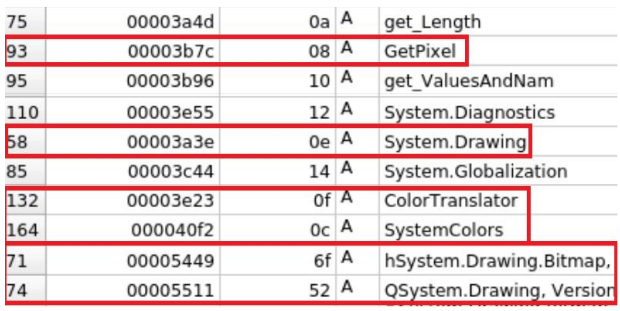 75 00003a4d 0a A get_Length
93 00003b7c 08 A GetPixel
95 00003b96 10 A get_ValuesAndNam
110 00003e55 12 A System.Diagnostics
58 00003a3e 0e A System.Drawing
85 00003c44 14 A System.Globalization
132 00003e23 0f A ColorTranslator
164 000040f2 0c A SystemColors
71 00005449 6f A hSystem.Drawing.Bitmap,
74 00005511 52 A QSystem.Drawing, Version